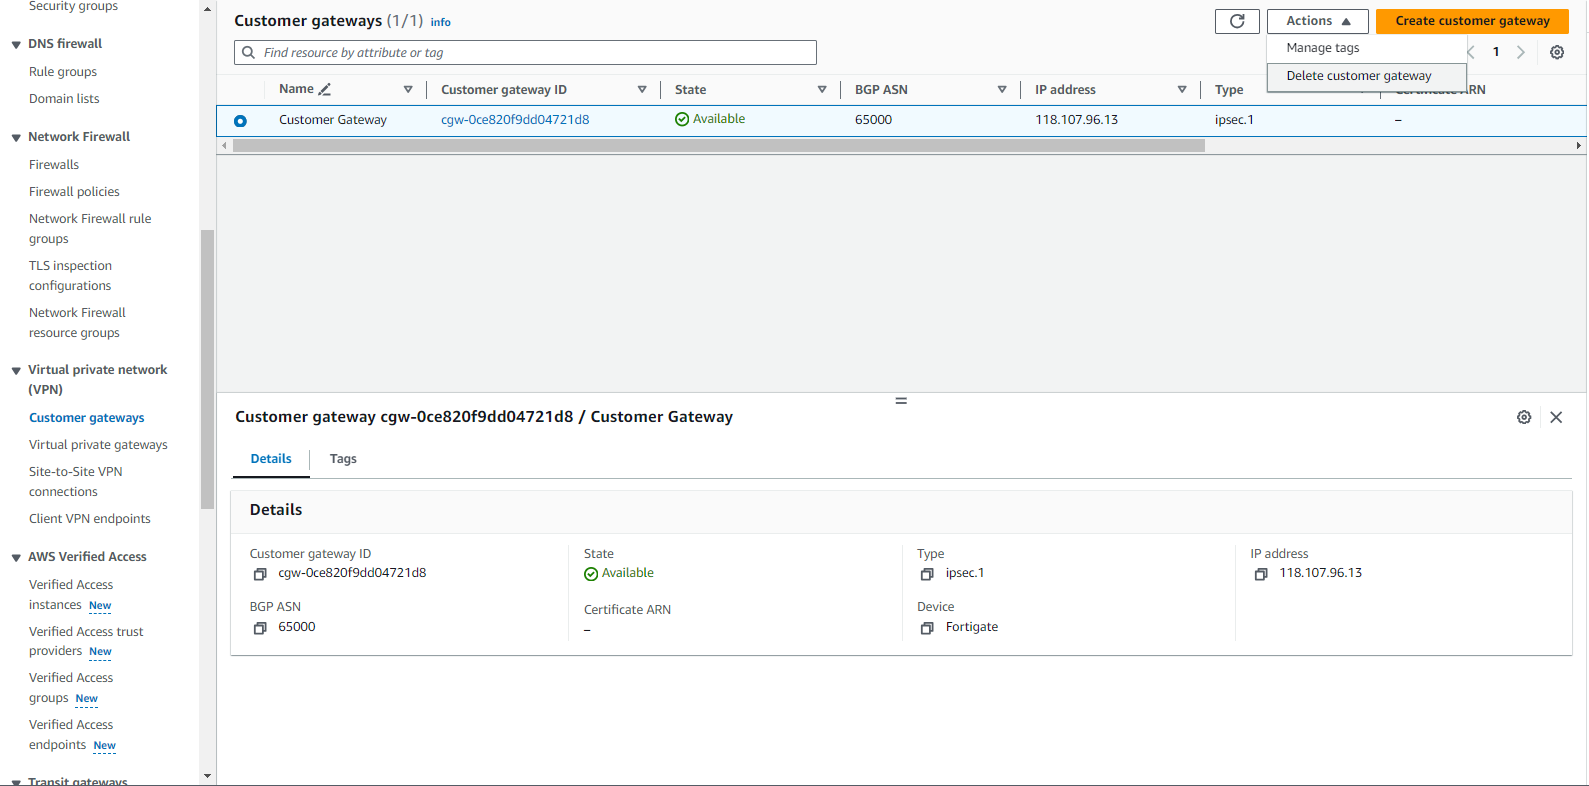 Security groups
DNS firewall
Rule groups
Domain lists
Network Firewall
Firewalls
Firewall policies
Network Firewall rule
groups
TLS inspection
configurations
Network Firewall
resource groups
Virtual private network
(VPN)
Customer gateways
Virtual private gateways
Site-to-Site VPN
connections
Client VPN endpoints
AWS Verified Access
Verified Access
instances New
Verified Access trust
providers New
Verified Access
groups New
Verified Access
endpoints New
Transit gateways
Customer gateways (1/1) info
Actions
Create customer gateway
Find resource by attribute or tag
Manage tags
1
Delete customer gateway
Name Customer gateway ID State BGP ASN IP address Type Certificate ARN
Customer Gateway cgw-0ce820f9dd04721d8 Available 65000 118.107.96.13 ipsec.1 –
Customer gateway cgw-0ce820f9dd04721d8 / Customer Gateway
Details Tags
Details
Customer gateway ID State Type IP address
cgw-0ce820f9dd04721d8 Available ipsec.1 118.107.96.13
BGP ASN Certificate ARN Device
65000 – Fortigate